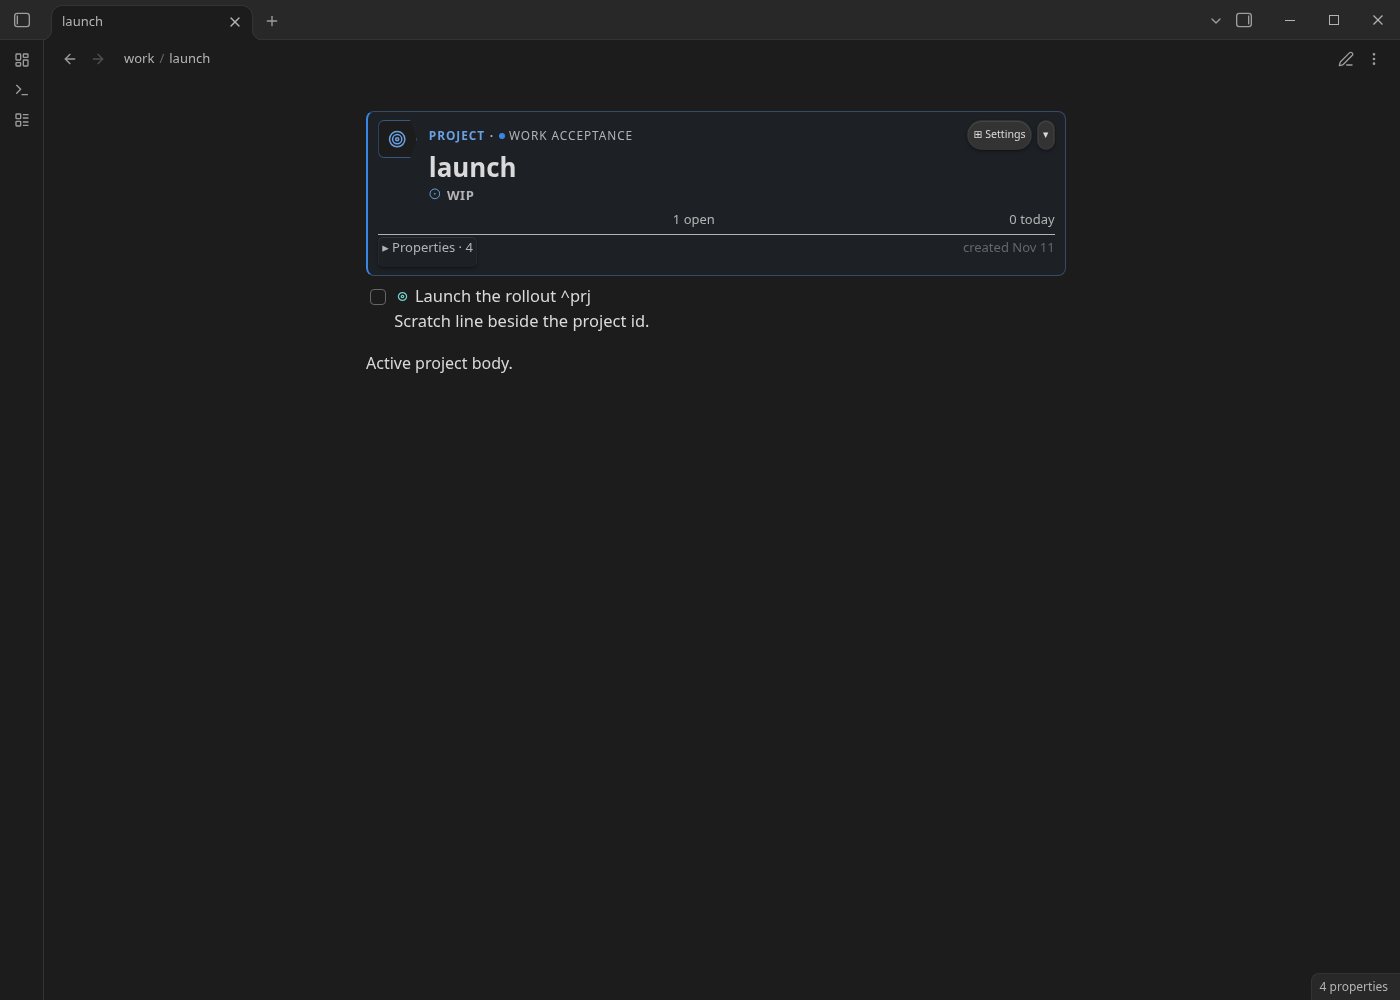 launch
work / launch
PROJECT · WORK ACCEPTANCE
Settings
launch
WIP
1 open 0 today
Properties · 4 created Nov 11
Launch the rollout ^prj
Scratch line beside the project id.
Active project body.
4 properties